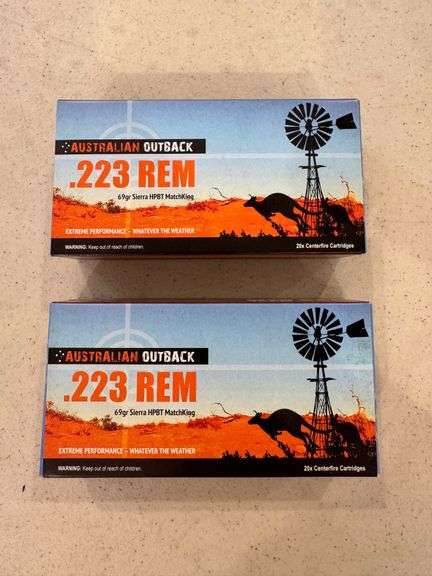 AUSTRALIAN OUTBACK
.223 REM
69gr Sierra HPBT MatchKing
EXTREME PERFORMANCE – WHATEVER THE WEATHER
WARNING: Keep out of reach of children.
20x Centerfire Cartridges
AUSTRALIAN OUTBACK
.223 REM
69gr Sierra HPBT MatchKing
EXTREME PERFORMANCE – WHATEVER THE WEATHER
WARNING: Keep out of reach of children.
20x Centerfire Cartridges